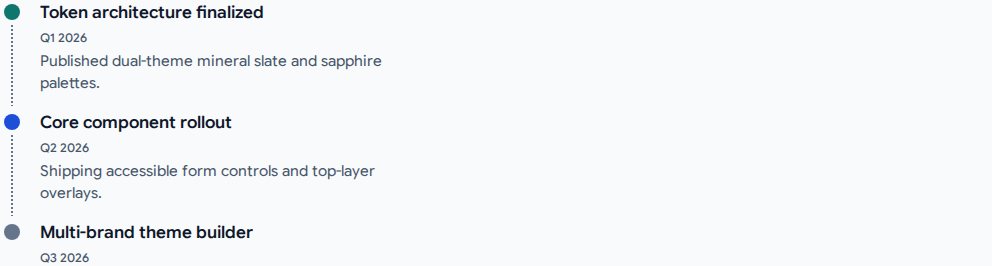 Token architecture finalized
Q1 2026
Published dual-theme mineral slate and sapphire
palettes.
Core component rollout
Q2 2026
Shipping accessible form controls and top-layer
overlays.
Multi-brand theme builder
Q3 2026